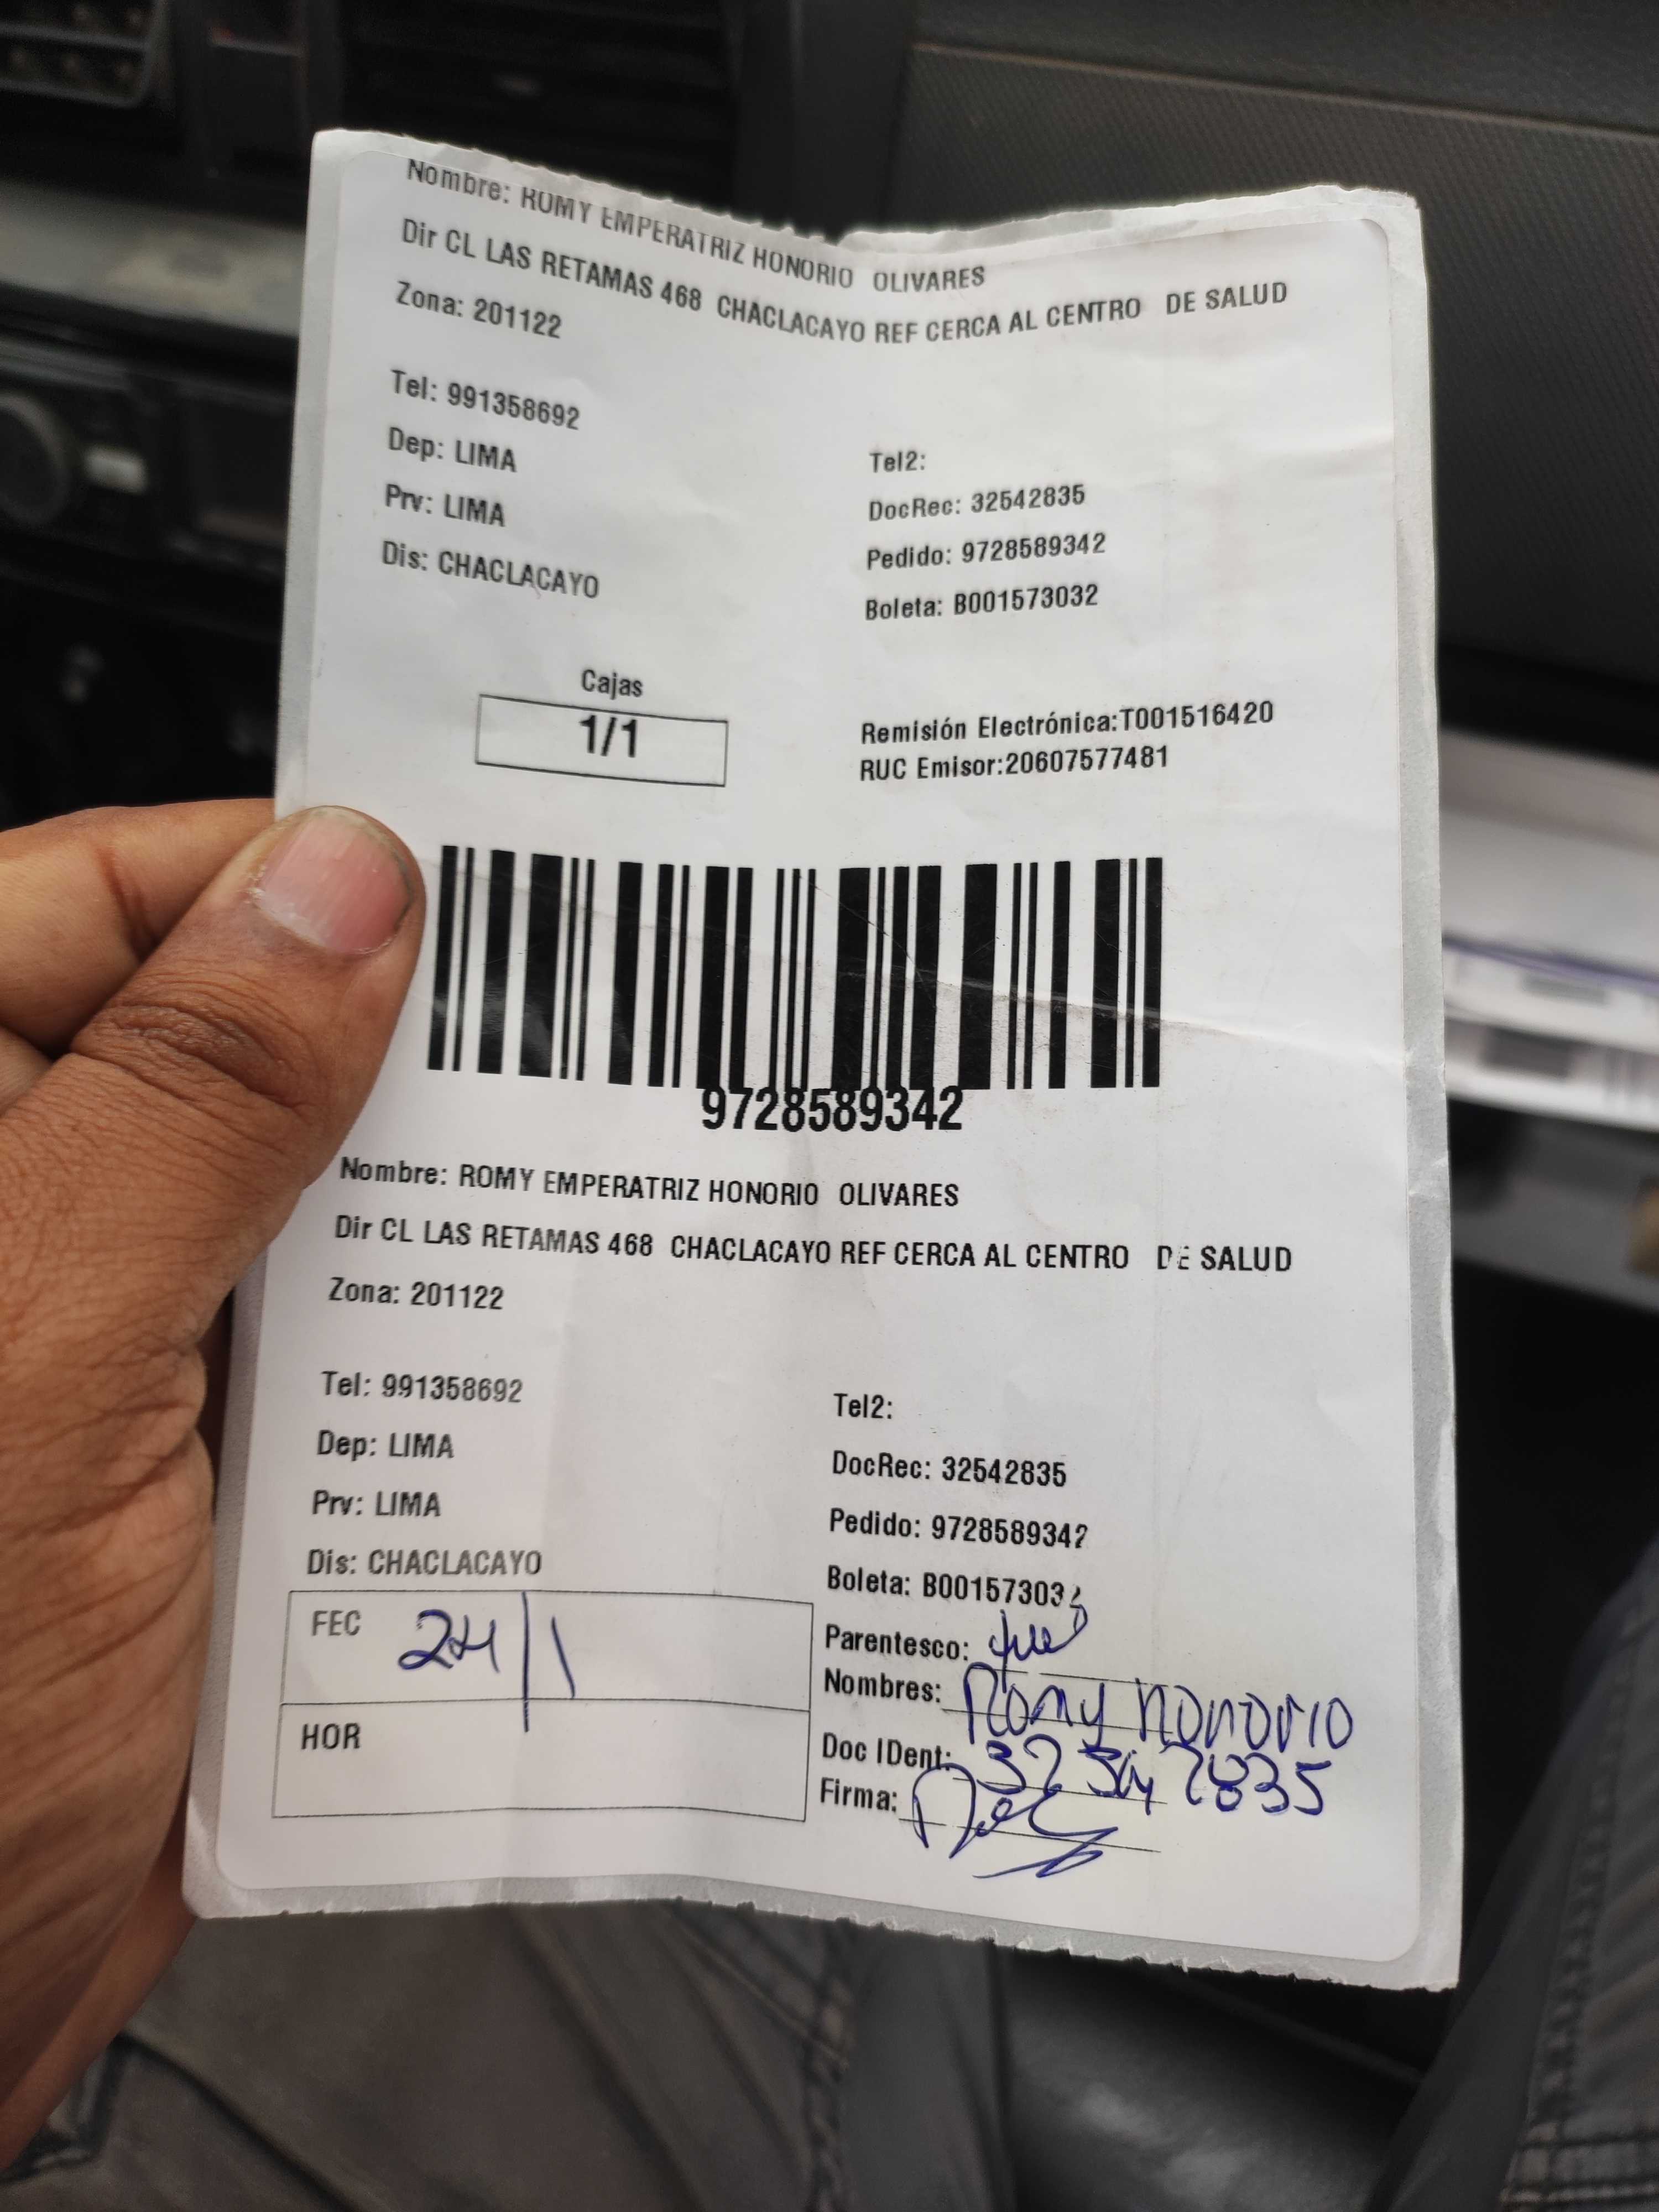 Nombre: ROMY EMPERATRIZ HONORIO OLIVARES
Dir CL LAS RETAMAS 468 CHACLACAYO REF CERCA AL CENTRO DE SALUD
Zona: 201122
Tel: 991358692
Tel2:
Dep: LIMA
DocRec: 32542835
Prv: LIMA
Pedido: 9728589342
Dis: CHACLACAYO
Boleta: B001573032
Cajas
1/1
Remisión Electrónica:T001516420
RUC Emisor:20607577481
9728589342
Nombre: ROMY EMPERATRIZ HONORIO OLIVARES
Dir CL LAS RETAMAS 468 CHACLACAYO REF CERCA AL CENTRO DE SALUD
Zona: 201122
Tel: 991358692
Tel2:
Dep: LIMA
DocRec: 32542835
Prv: LIMA
Pedido: 9728589342
Dis: CHACLACAYO
Boleta: B001573032
FEC 24/1
Parentesco:
Nombres: Romy Honorio
HOR
Doc IDent: 32542835
Firma: